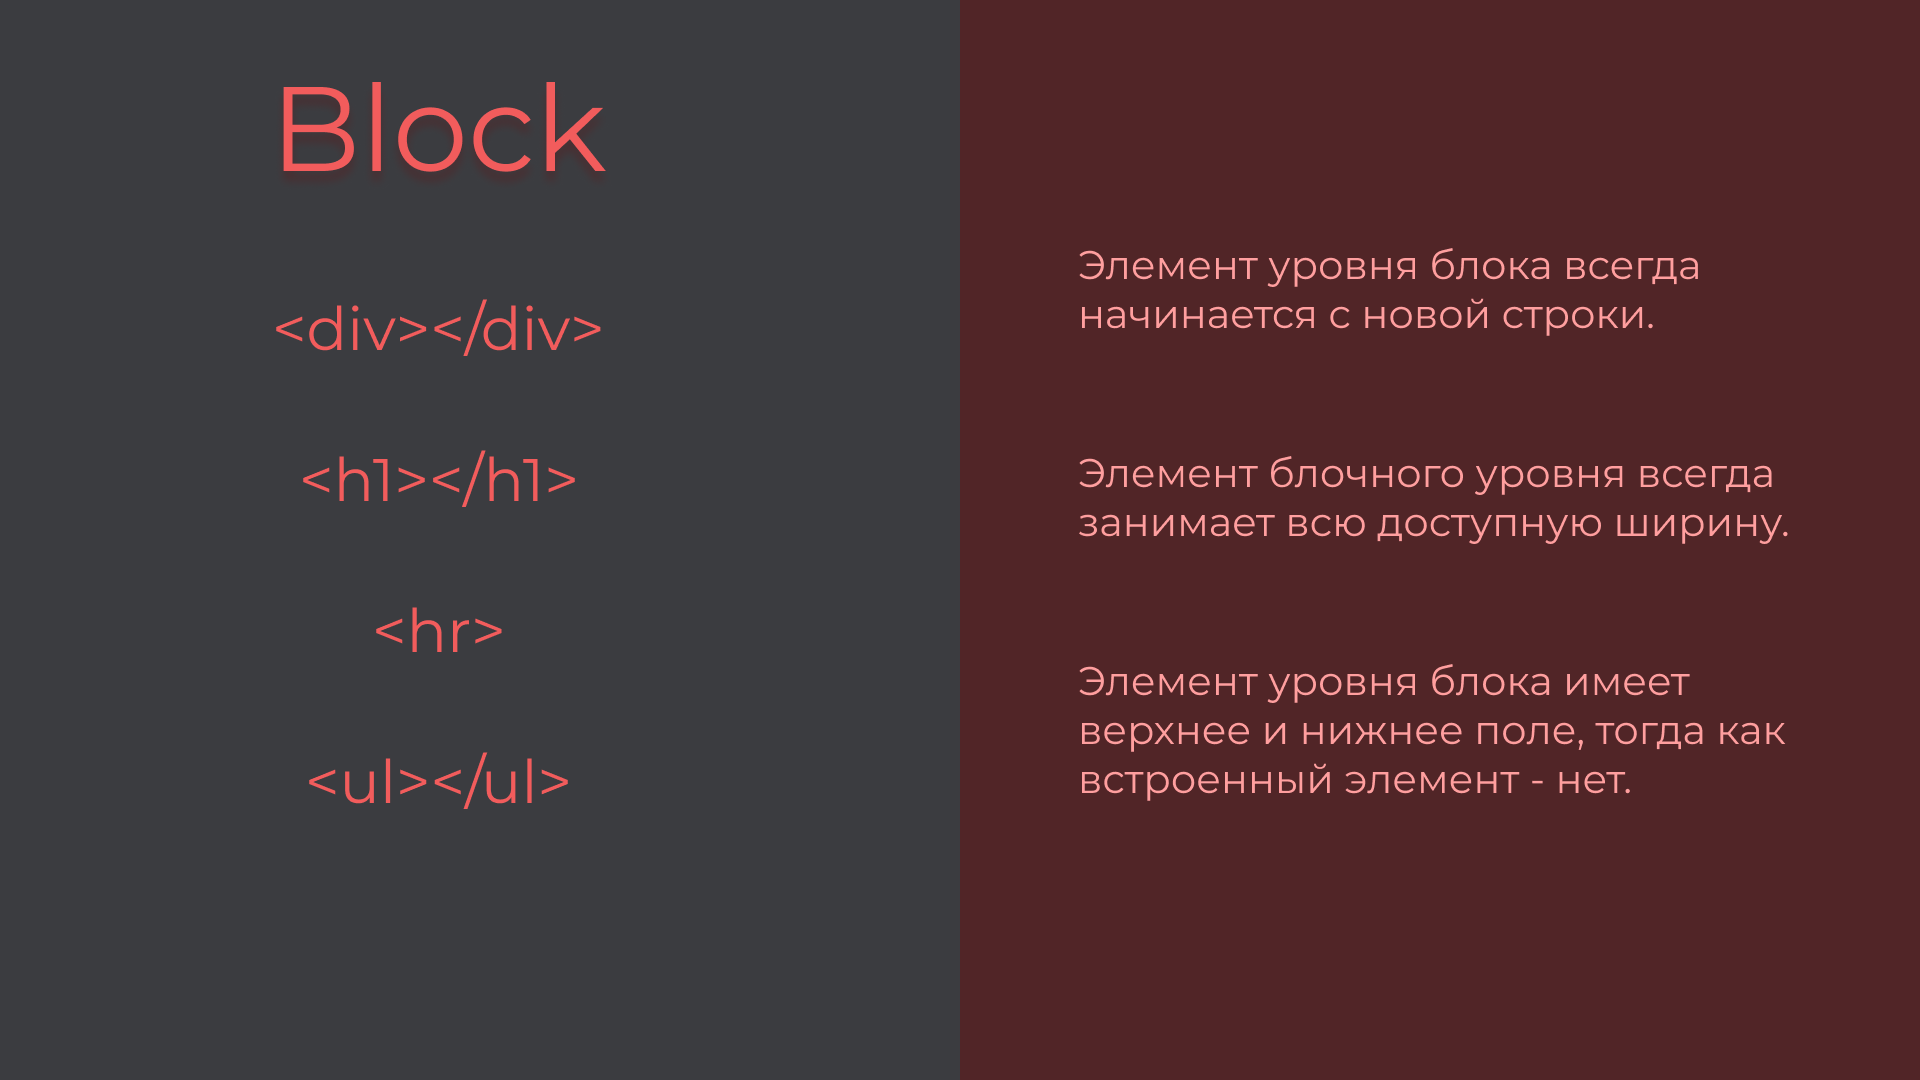 Block
<div></div>
<h1></h1>
<hr>
<ul></ul>
Элемент уровня блока всегда
начинается с новой строки.
Элемент блочного уровня всегда
занимает всю доступную ширину.
Элемент уровня блока имеет
верхнее и нижнее поле, тогда как
встроенный элемент - нет.